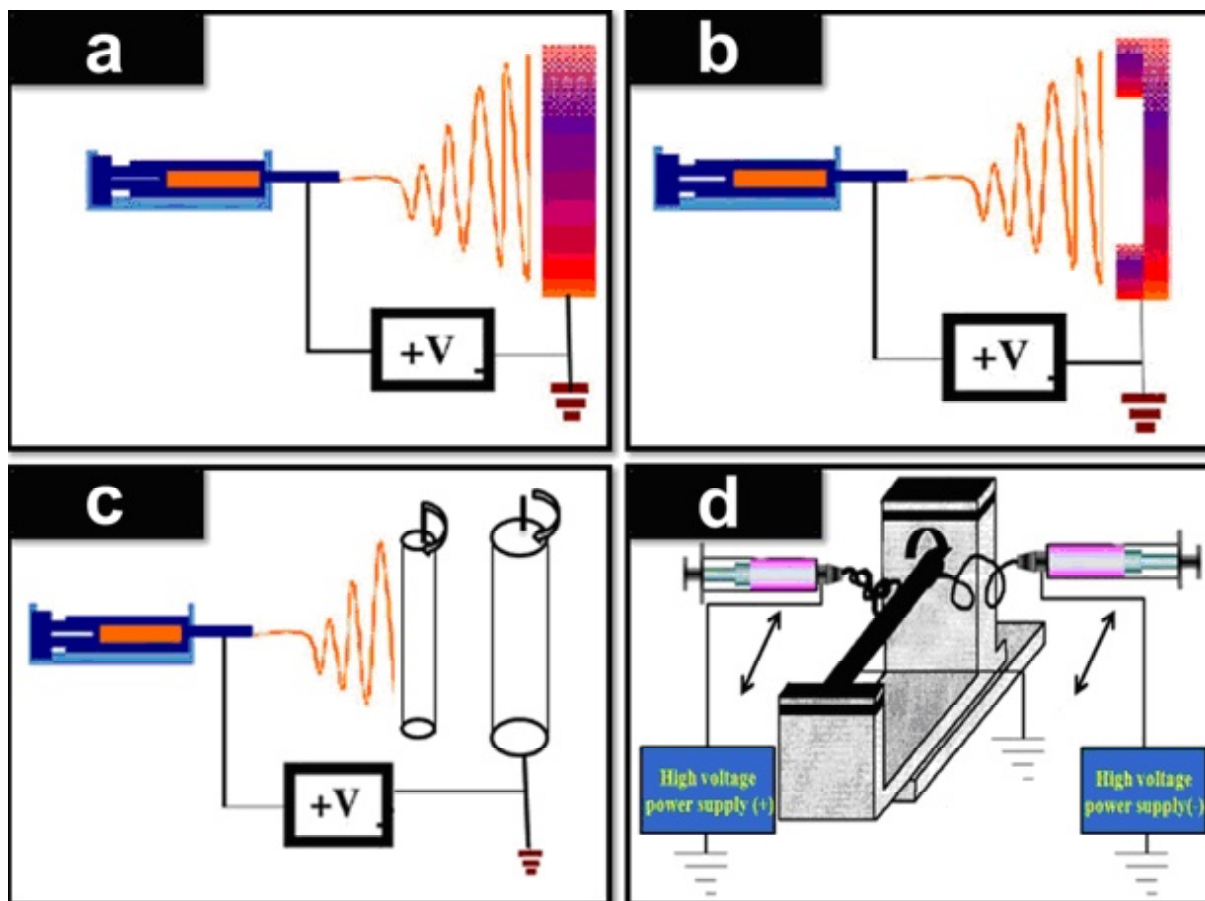 a
b
+V
+V
c
d
+V
High voltage
power supply (+)
High voltage
power supply(-)